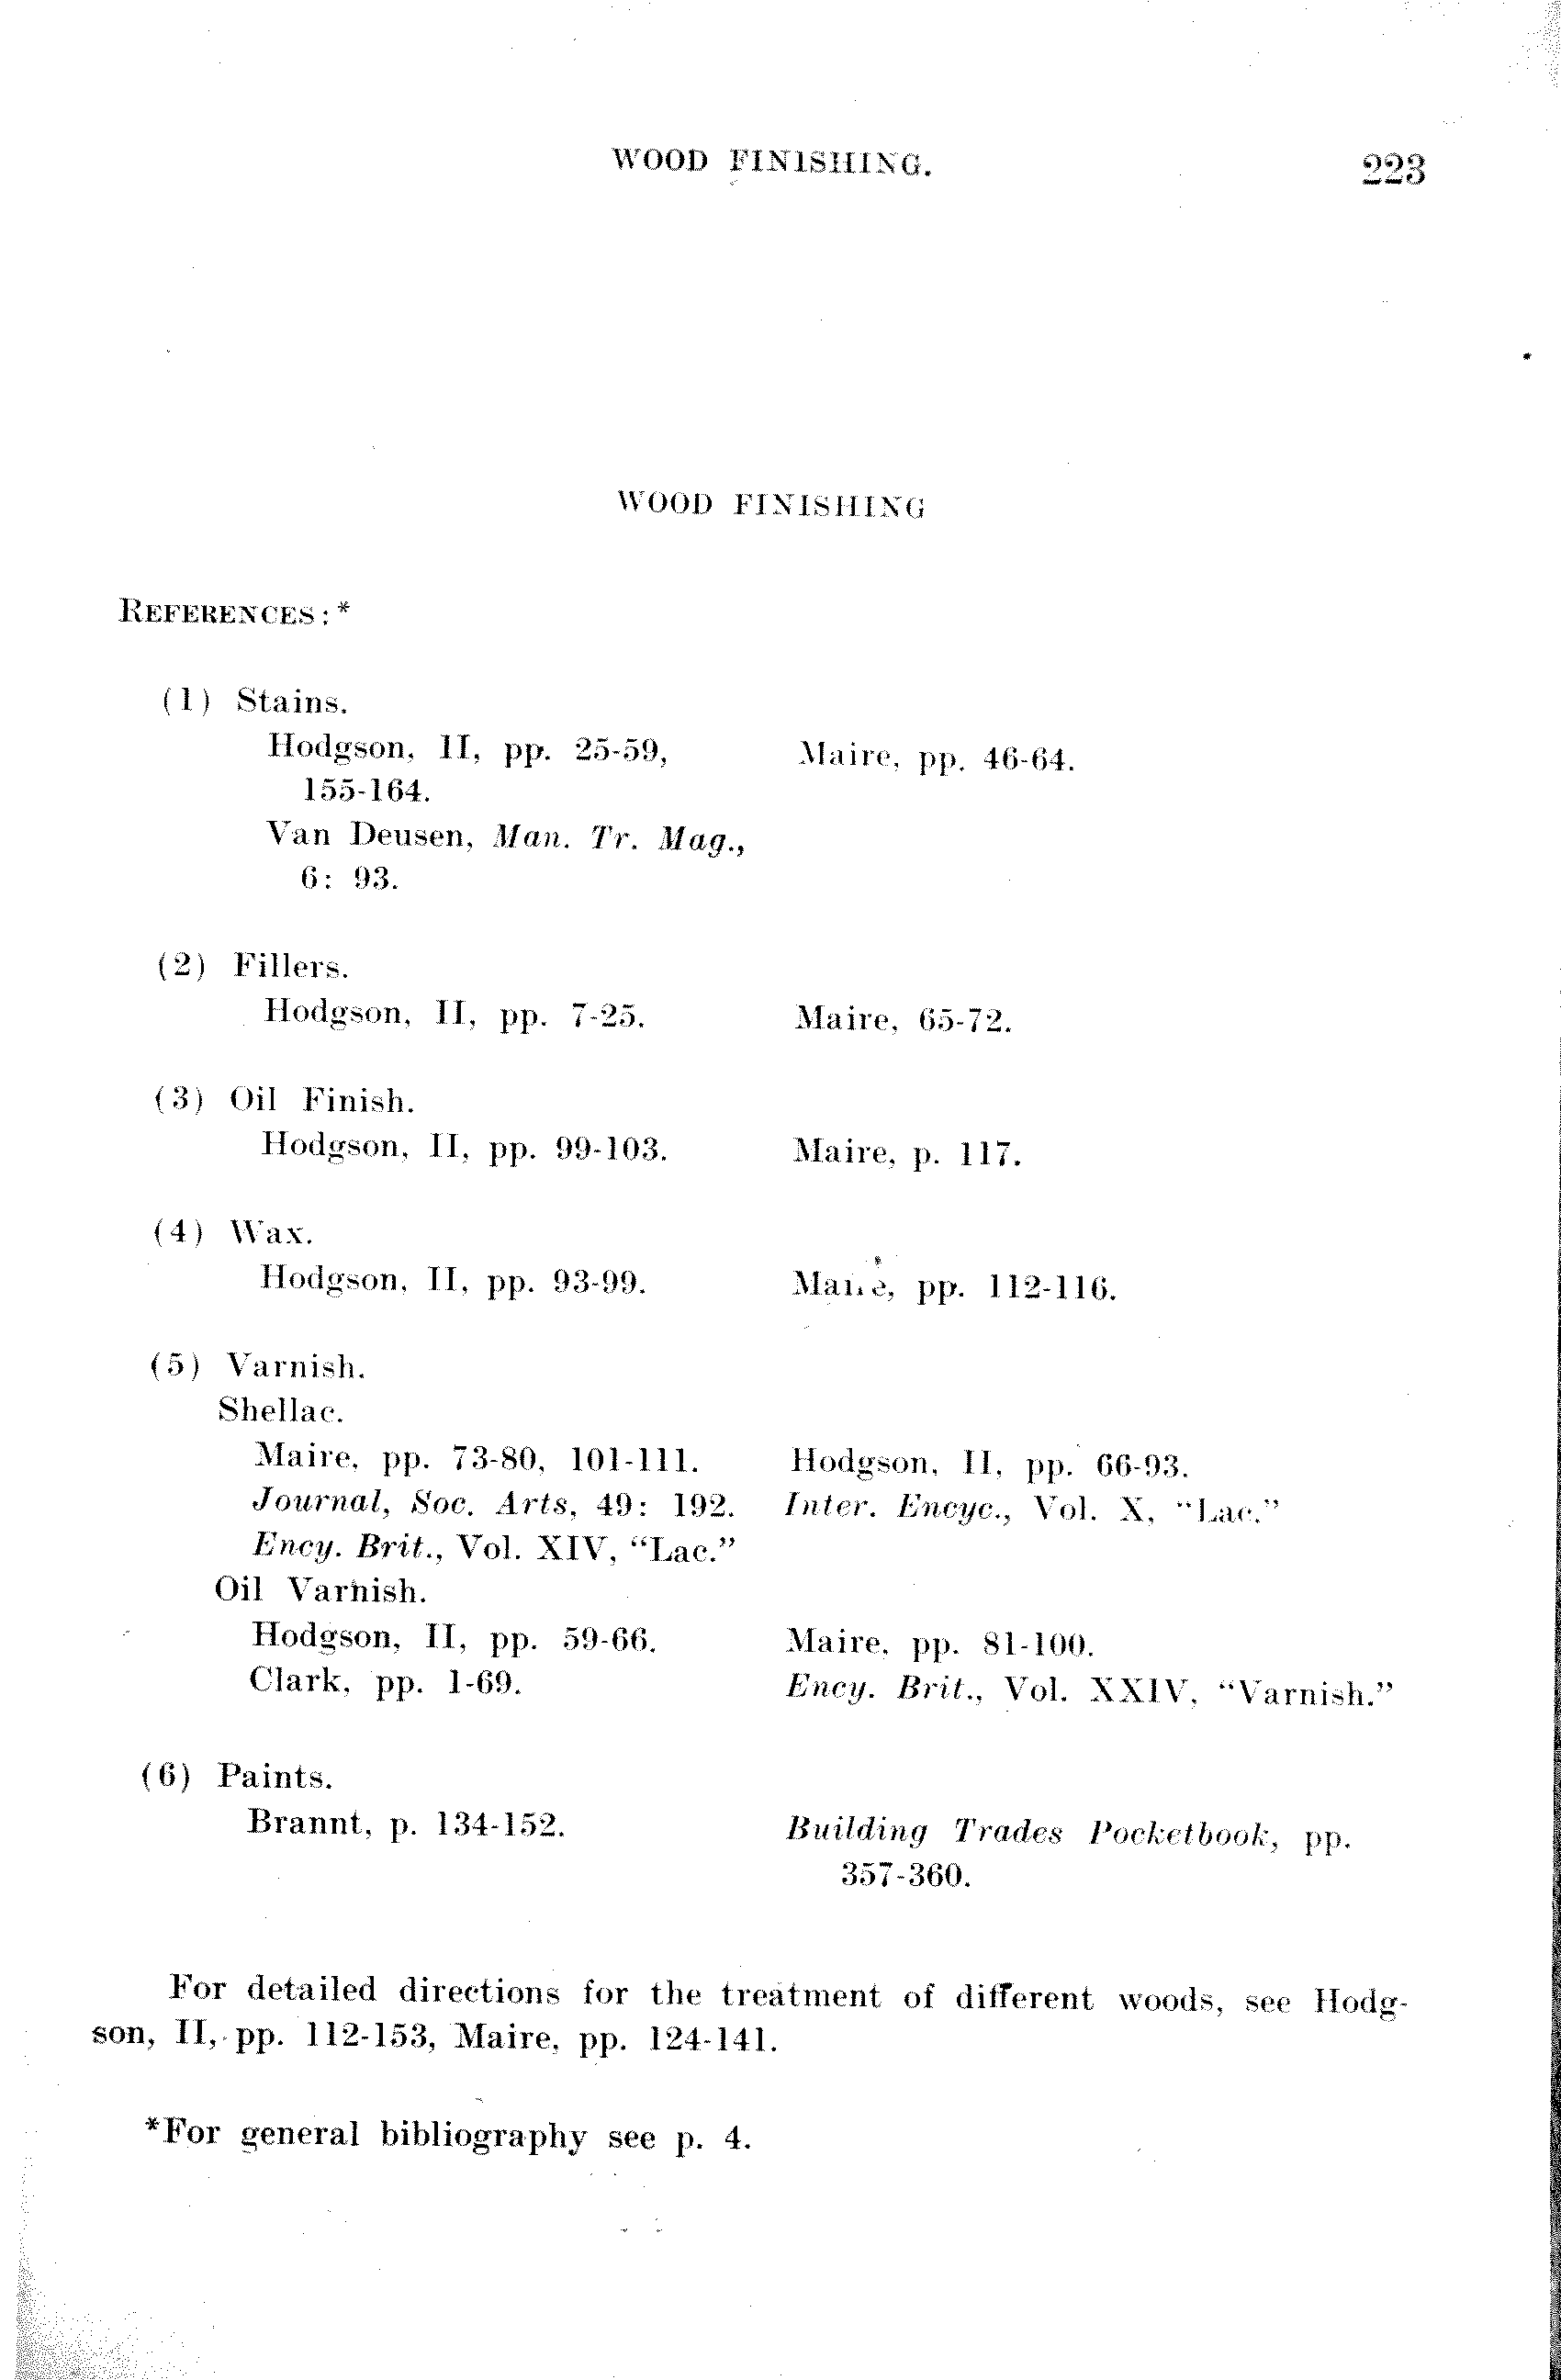 WOOD FINISHING. 223
WOOD FINISHING
REFERENCES:*
(1) Stains.
Hodgson, II, pp. 25-59, Maire, pp. 46-64.
155-164.
Van Deusen, Man. Tr. Mag.,
6: 93.
(2) Fillers.
Hodgson, II, pp. 7-25. Maire, 65-72.
(3) Oil Finish.
Hodgson, II, pp. 99-103. Maire, p. 117.
(4) Wax.
Hodgson, II, pp. 93-99. Maire, pp. 112-116.
(5) Varnish.
Shellac.
Maire, pp. 73-80, 101-111. Hodgson, II, pp. 66-93.
Journal, Soc. Arts, 49: 192. Inter. Encyc., Vol. X, "Lac."
Ency. Brit., Vol. XIV, "Lac."
Oil Varnish.
Hodgson, II, pp. 59-66. Maire, pp. 81-100.
Clark, pp. 1-69. Ency. Brit., Vol. XXIV, "Varnish."
(6) Paints.
Brannt, p. 134-152. Building Trades Pocketbook, pp.
357-360.
For detailed directions for the treatment of different woods, see Hodg-
son, II, pp. 112-153, Maire, pp. 124-141.
*For general bibliography see p. 4.